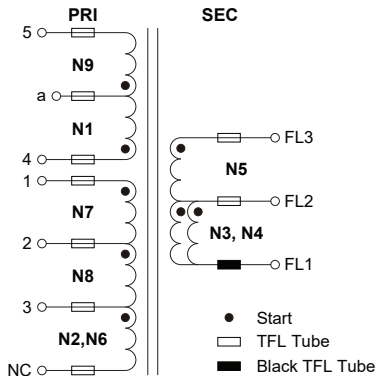 PRI SEC
5
N9
a
N1
4
1
N7
2
N8
3
N2,N6
NC
FL3
N5
FL2
N3, N4
FL1
Start
TFL Tube
Black TFL Tube